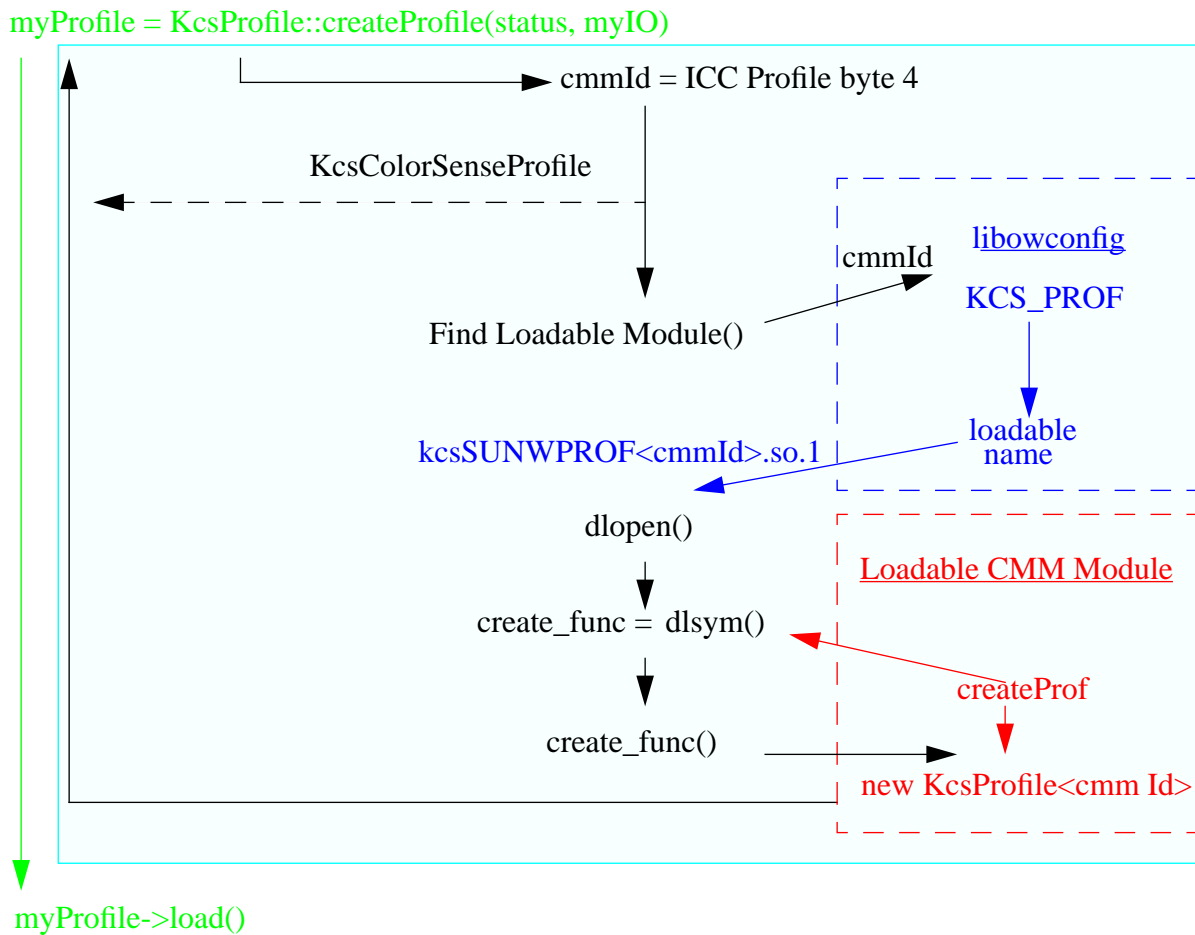 myProfile = KcsProfile::createProfile(status, myIO)
cmmId = ICC Profile byte 4
KcsColorSenseProfile
libowconfig
cmmId
KCS_PROF
Find Loadable Module()
loadable
name
kcsSUNWPROF<cmmId>.so.1
dlopen()
Loadable CMM Module
create_func = dlsym()
createProf
create_func()
new KcsProfile<cmm Id>
myProfile->load()